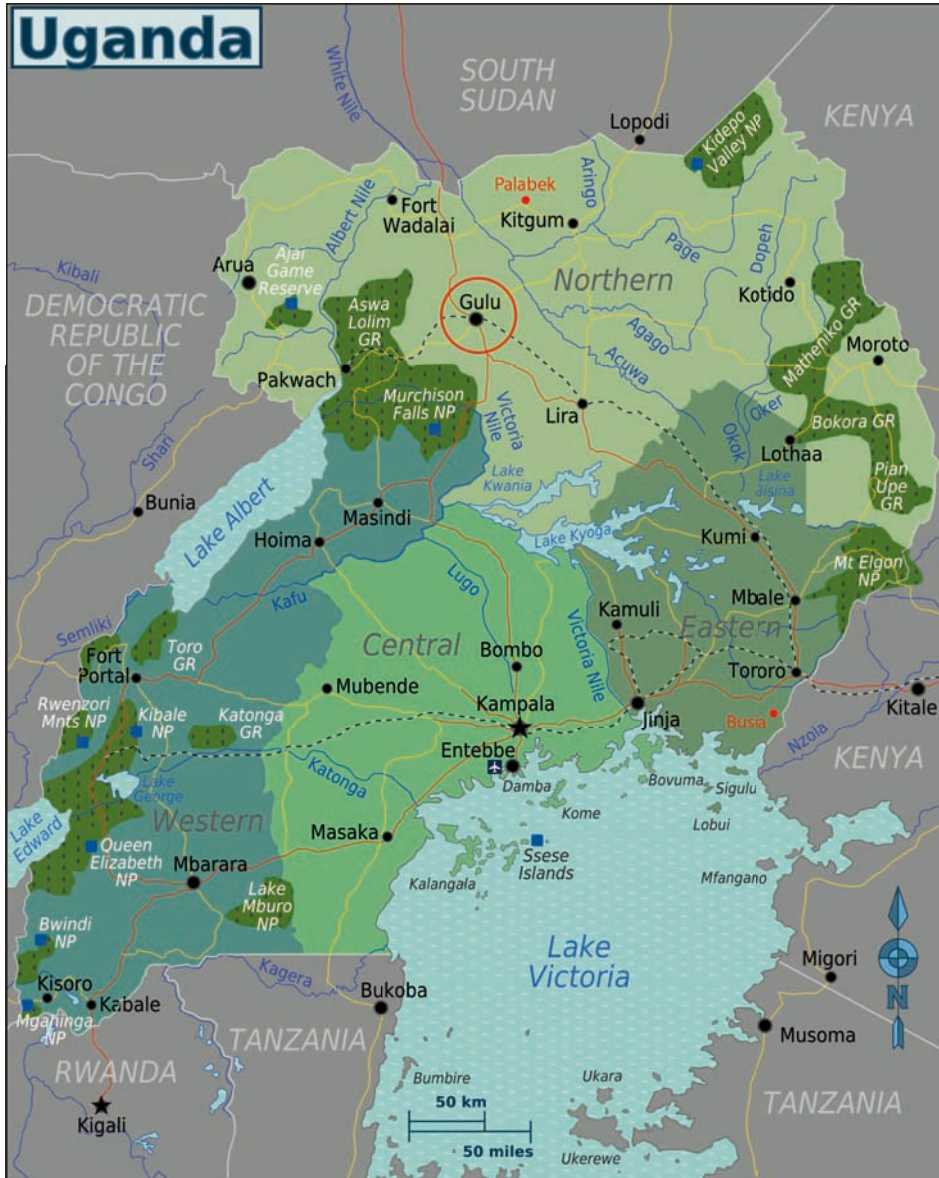 Uganda
White Nile
SOUTH
SUDAN
KENYA
Lopodi
Kidepo
Valley NP
Aringo
Palabek
Kitgum
Fort
Wadalai
Albert Nile
Page
Dopeh
Kibali
Arua
Ajai
Game
Reserve
Northern
Kotido
DEMOCRATIC
REPUBLIC
OF THE
CONGO
Aswa
Lolim
GR
Gulu
Agago
Acuwa
Matheniko GR
Moroto
Pakwach
Murchison
Falls NP
Victoria
Nile
Lira
Oker
Okok
Bokora GR
Lothaa
Shari
Lake
Kwania
Lake
Bisina
Pian
Upe
GR
Bunia
Lake Albert
Masindi
Hoima
Lake Kyoga
Kumi
Mt Elgon
NP
Kafu
Lugo
Mbale
Semliki
Kamuli
Eastern
Central
Victoria Nile
Toro
GR
Fort
Portal
Bombo
Tororo
Mubende
Kampala
Rwenzori
Mnts NP
Kibale
NP
Katonga
GR
Jinja
Busia
Kitale
Nzola
Entebbe
KENYA
Katonga
Damba
Bovuma
Sigulu
Lake
George
Kome
Lobui
Lake
Edward
Western
Masaka
Queen
Elizabeth
NP
Ssese
Islands
Mbarara
Kalangala
Mfangano
Lake
Mburo
NP
Bwindi
NP
Lake
Victoria
Migori
Kagera
Kisoro
Kabale
Bukoba
N
Mgahinga
NP
Musoma
TANZANIA
RWANDA
Bumbire
Ukara
TANZANIA
50 km
Kigali
50 miles
Ukerewe